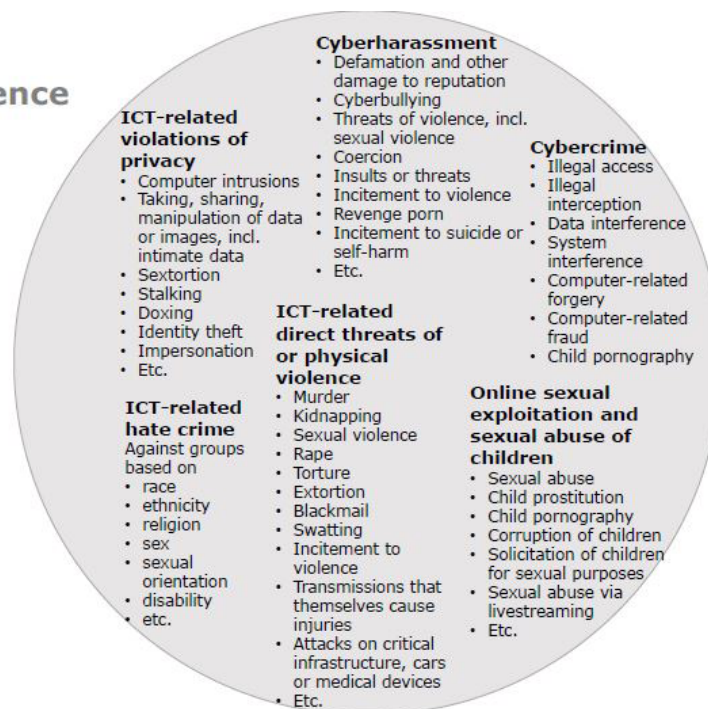 ence
Cyberharassment
• Defamation and other
damage to reputation
• Cyberbullying
• Threats of violence, incl.
sexual violence
• Coercion
• Insults or threats
• Incitement to violence
• Revenge porn
• Incitement to suicide or
self-harm
• Etc.
ICT-related
violations of
privacy
• Computer intrusions
• Taking, sharing,
manipulation of data
or images, incl.
intimate data
• Sextortion
• Stalking
• Doxing
• Identity theft
• Impersonation
• Etc.
Cybercrime
• Illegal access
• Illegal
interception
• Data interference
• System
interference
• Computer-related
forgery
• Computer-related
fraud
• Child pornography
ICT-related
direct threats of
or physical
violence
• Murder
• Kidnapping
• Sexual violence
• Rape
• Torture
• Extortion
• Blackmail
• Swatting
• Incitement to
violence
• Transmissions that
themselves cause
injuries
• Attacks on critical
infrastructure, cars
or medical devices
• Etc.
ICT-related
hate crime
Against groups
based on
• race
• ethnicity
• religion
• sex
• sexual
orientation
• disability
• etc.
Online sexual
exploitation and
sexual abuse of
children
• Sexual abuse
• Child prostitution
• Child pornography
• Corruption of children
• Solicitation of children
for sexual purposes
• Sexual abuse via
livestreaming
• Etc.